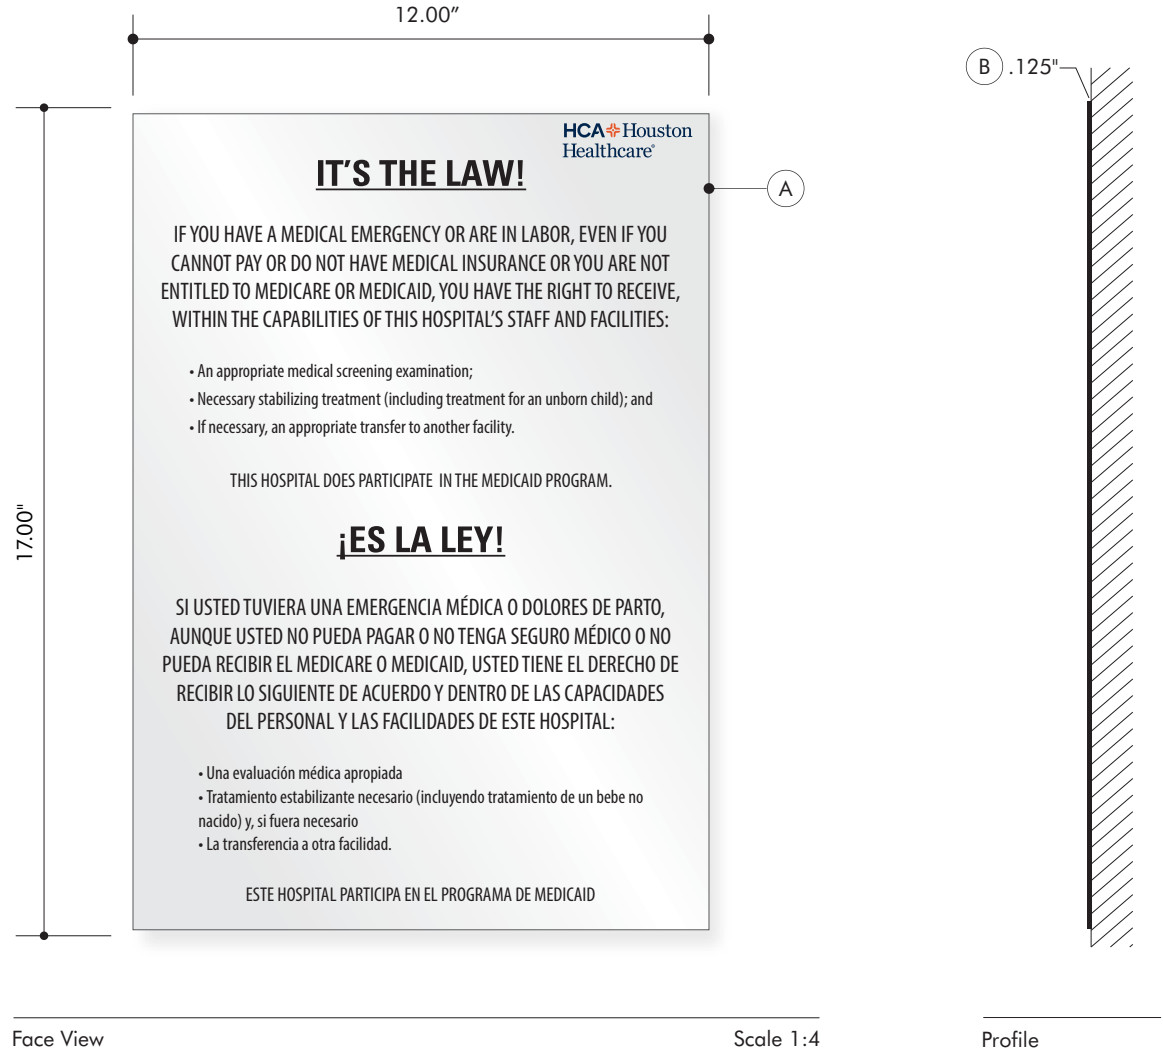 12.00”
B .125"
HCA Houston
Healthcare®
IT’S THE LAW!
A
IF YOU HAVE A MEDICAL EMERGENCY OR ARE IN LABOR, EVEN IF YOU
CANNOT PAY OR DO NOT HAVE MEDICAL INSURANCE OR YOU ARE NOT
ENTITLED TO MEDICARE OR MEDICAID, YOU HAVE THE RIGHT TO RECEIVE,
WITHIN THE CAPABILITIES OF THIS HOSPITAL’S STAFF AND FACILITIES:
• An appropriate medical screening examination;
• Necessary stabilizing treatment (including treatment for an unborn child); and
• If necessary, an appropriate transfer to another facility.
THIS HOSPITAL DOES PARTICIPATE IN THE MEDICAID PROGRAM.
17.00"
¡ES LA LEY!
SI USTED TUVIERA UNA EMERGENCIA MÉDICA O DOLORES DE PARTO,
AUNQUE USTED NO PUEDA PAGAR O NO TENGA SEGURO MÉDICO O NO
PUEDA RECIBIR EL MEDICARE O MEDICAID, USTED TIENE EL DERECHO DE
RECIBIR LO SIGUIENTE DE ACUERDO Y DENTRO DE LAS CAPACIDADES
DEL PERSONAL Y LAS FACILIDADES DE ESTE HOSPITAL:
• Una evaluación médica apropiada
• Tratamiento estabilizante necesario (incluyendo tratamiento de un bebe no
nacido) y, si fuera necesario
• La transferencia a otra facilidad.
ESTE HOSPITAL PARTICIPA EN EL PROGRAMA DE MEDICAID
Face View
Scale 1:4
Profile